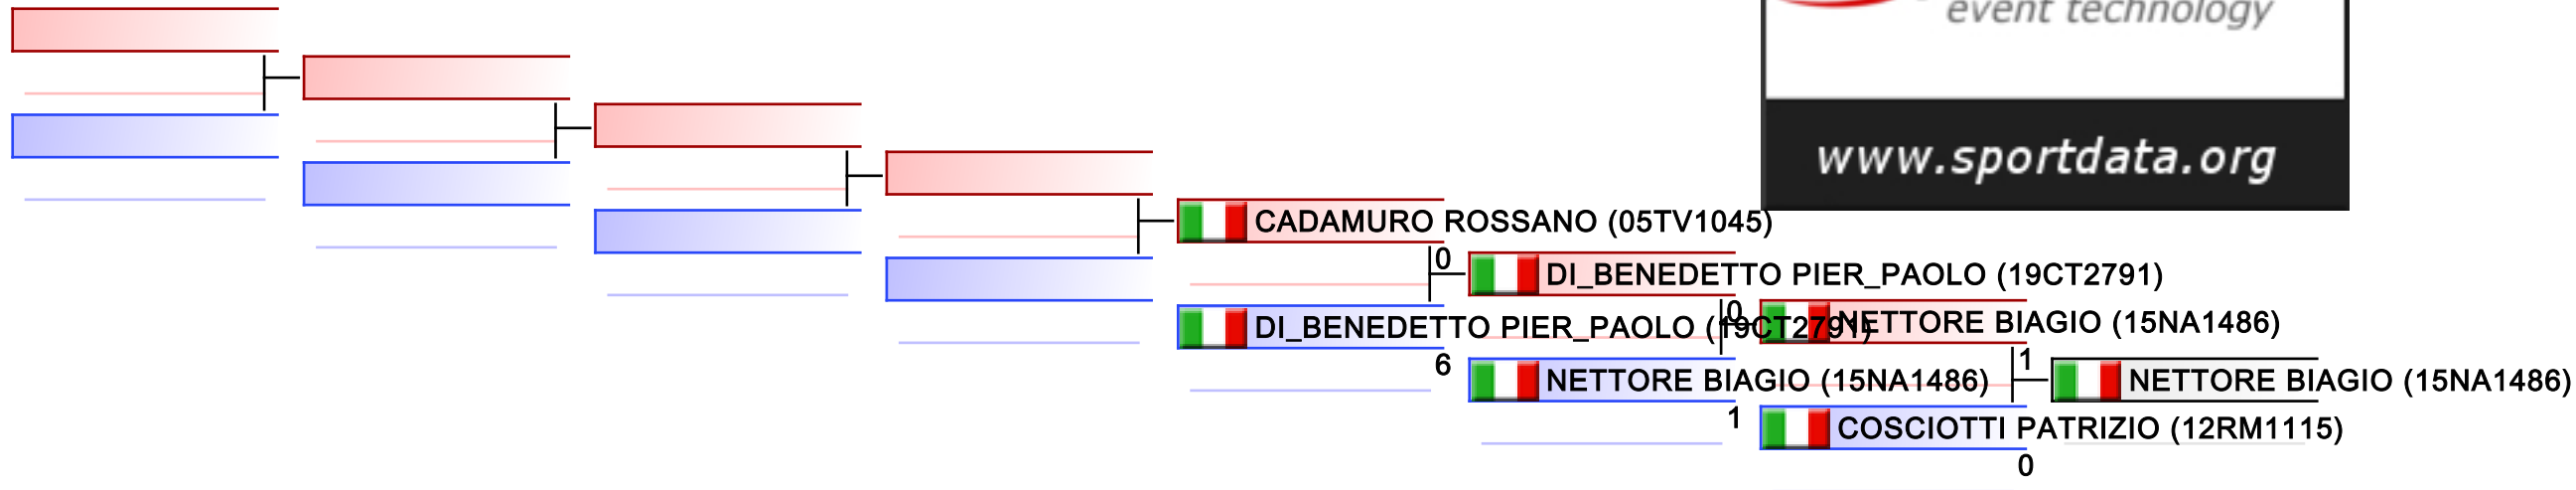 event technology
www.sportdata.org
CADAMURO ROSSANO (05TV1045)
0
DI_BENEDETTO PIER_PAOLO (19CT2791)
0
NETTORE BIAGIO (15NA1486)
DI_BENEDETTO PIER_PAOLO (19CT2791)
6
1
NETTORE BIAGIO (15NA1486)
NETTORE BIAGIO (15NA1486)
1
COSCIOTTI PATRIZIO (12RM1115)
0